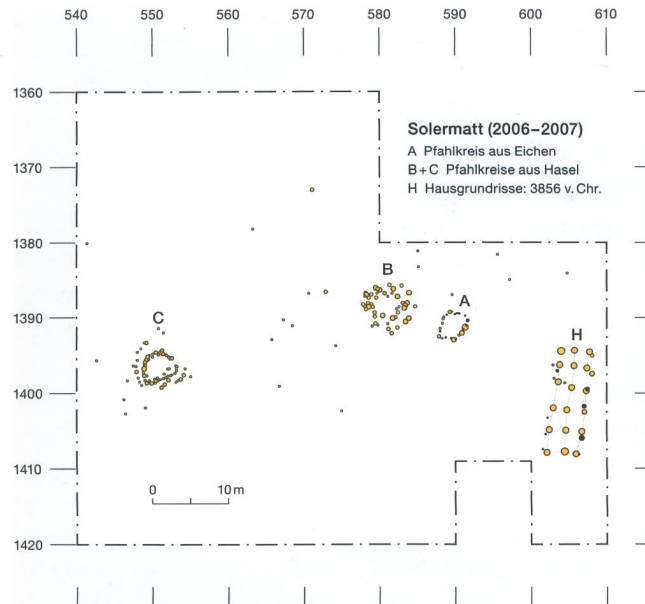 540 550 560 570 580 590 600 610
1360
Solermatt (2006–2007)
A Pfahlkreis aus Eichen
1370
B+C Pfahlkreise aus Hasel
H Hausgrundrisse: 3856 v. Chr.
1380
B
A
1390
C
H
1400
1410
0 10 m
1420